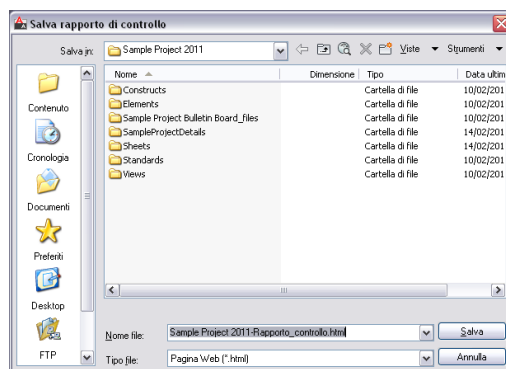 Salva rapporto di controllo
Salva in: Sample Project 2011 Viste Strumenti
Nome Dimensione Tipo Data ultim
Constructs Cartella di file 10/02/201
Elements Cartella di file 10/02/201
Sample Project Bulletin Board_files Cartella di file 10/02/201
SampleProjectDetails Cartella di file 14/02/201
Sheets Cartella di file 14/02/201
Standards Cartella di file 10/02/201
Views Cartella di file 10/02/201
Contenuto
Cronologia
Documenti
Preferiti
Desktop
FTP
Nome file: Sample Project 2011-Rapporto_controllo.html Salva
Tipo file: Pagina Web (*.html) Annulla